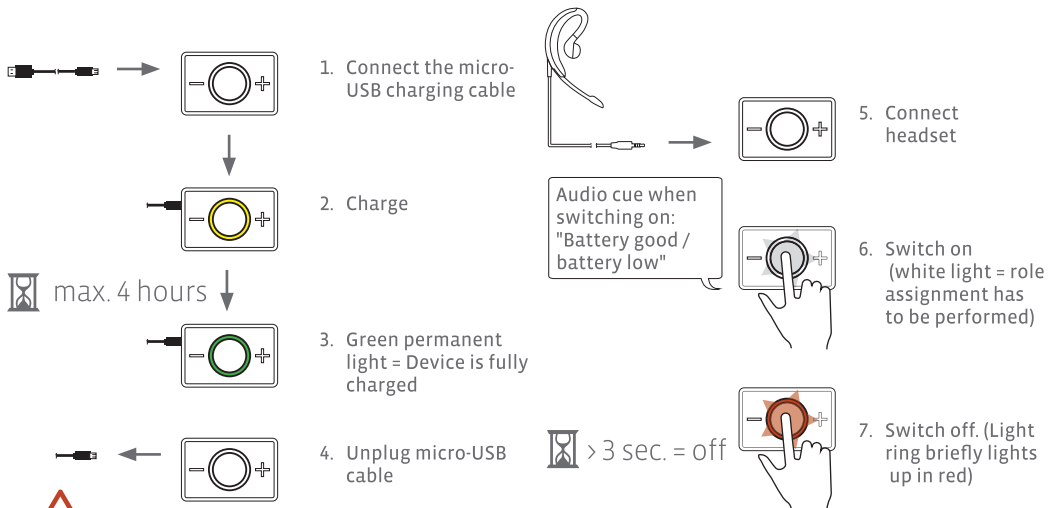 1. Connect the micro-
USB charging cable
2. Charge
max. 4 hours
3. Green permanent
light = Device is fully
charged
4. Unplug micro-USB
cable
5. Connect
headset
Audio cue when
switching on:
"Battery good /
battery low"
6. Switch on
(white light = role
assignment has
to be performed)
> 3 sec. = off
7. Switch off. (Light
ring briefly lights
up in red)